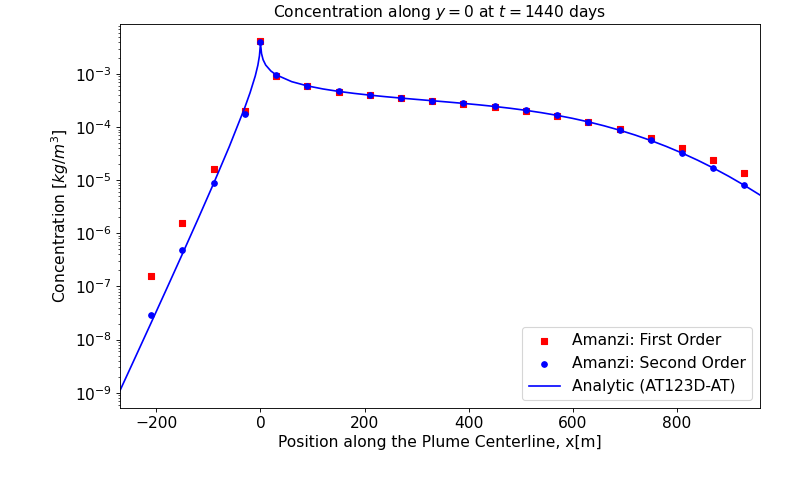 Concentration along y = 0 at t = 1440 days
Concentration [kg/m³]
10⁻³
10⁻⁴
10⁻⁵
10⁻⁶
10⁻⁷
10⁻⁸
10⁻⁹
Amanzi: First Order
Amanzi: Second Order
Analytic (AT123D-AT)
−200 0 200 400 600 800
Position along the Plume Centerline, x[m]